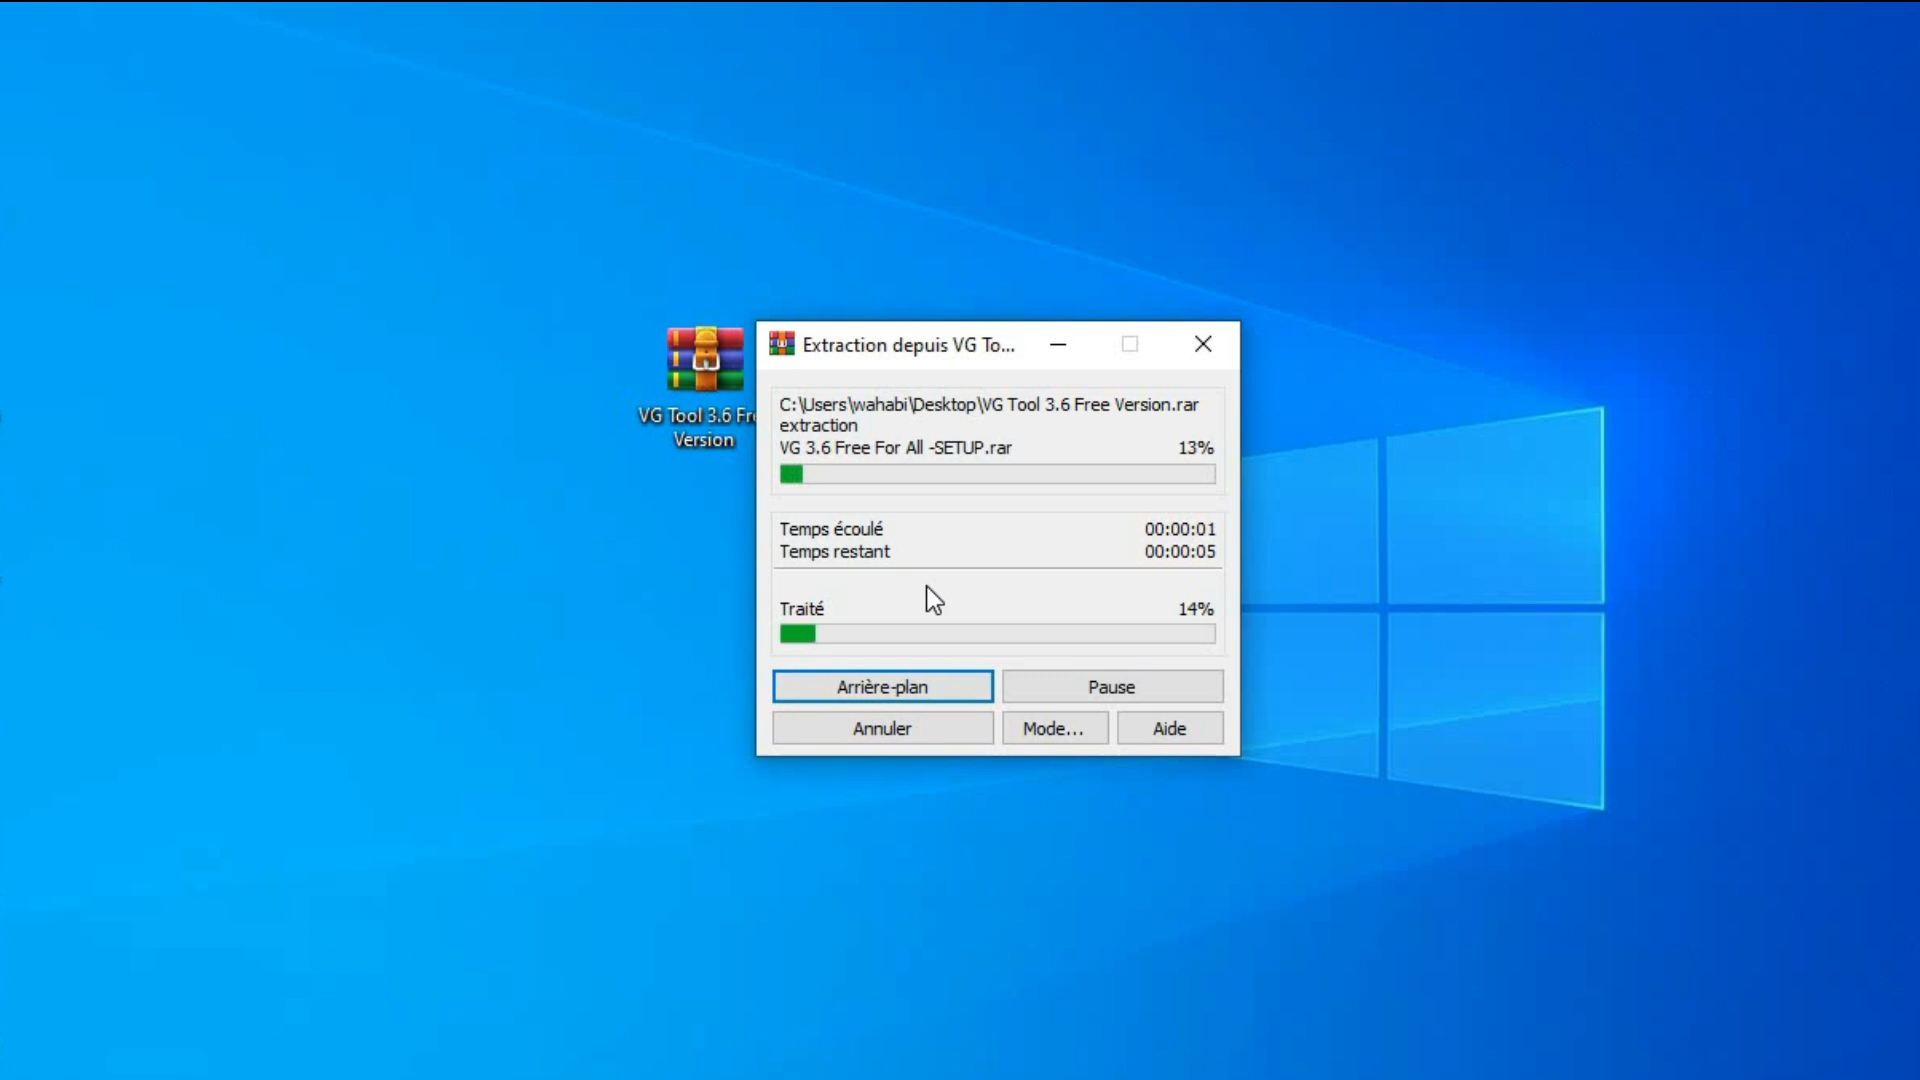 VG Tool 3.6 Fre
Version
Extraction depuis VG To...
C:\Users\wahabi\Desktop\VG Tool 3.6 Free Version.rar
extraction
VG 3.6 Free For All -SETUP.rar 13%
Temps écoulé 00:00:01
Temps restant 00:00:05
Traité 14%
Arrière-plan Pause
Annuler Mode... Aide